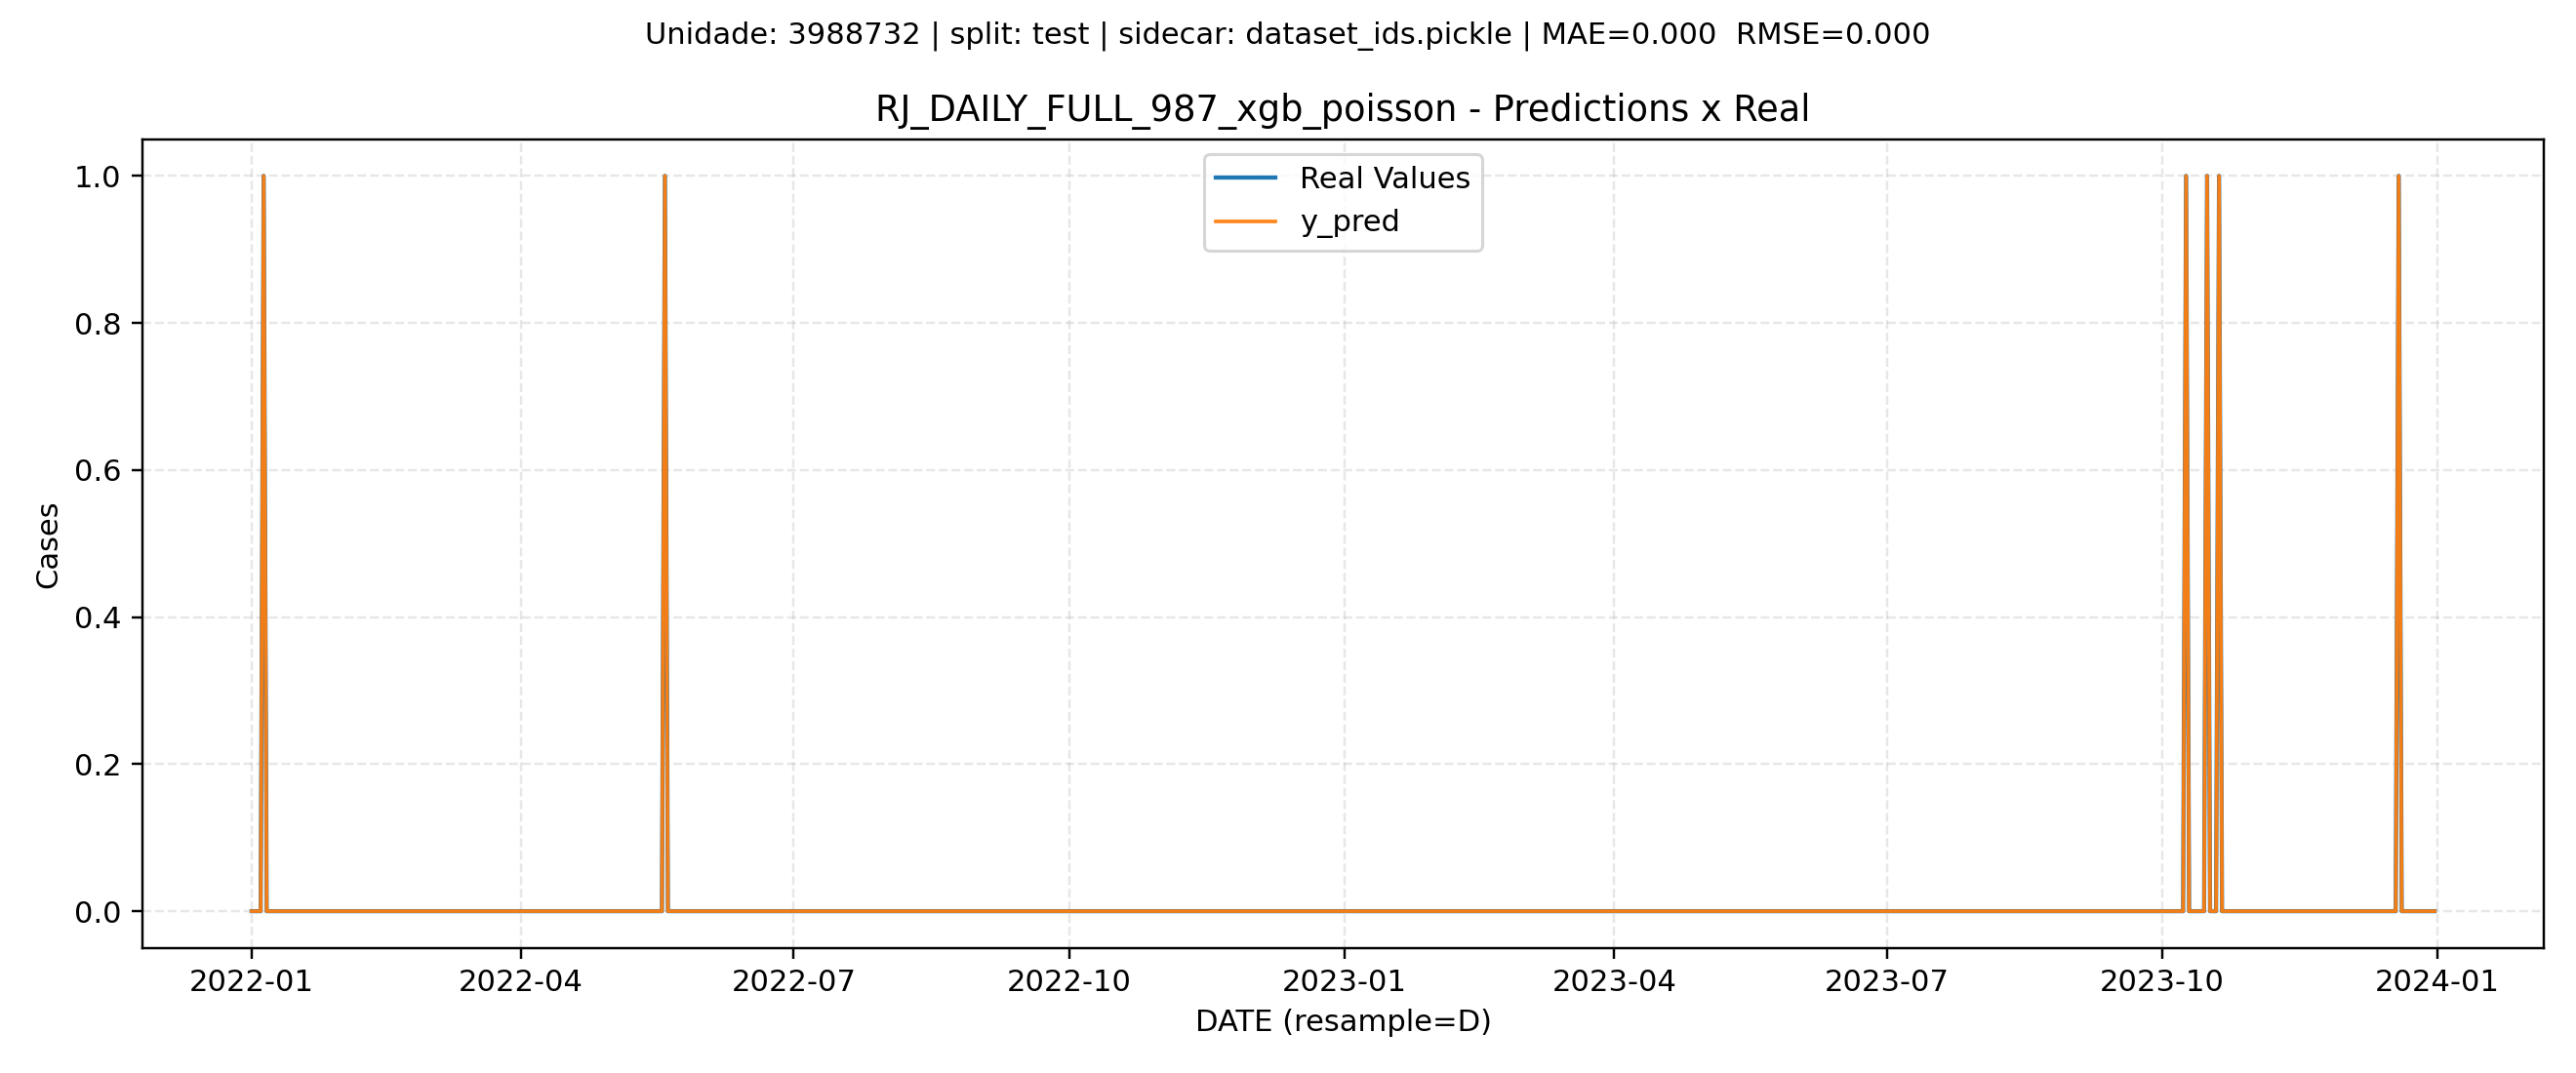 Unidade: 3988732 | split: test | sidecar: dataset_ids.pickle | MAE=0.000  RMSE=0.000
RJ_DAILY_FULL_987_xgb_poisson - Predictions x Real
Real Values
y_pred
1.0
0.8
0.6
0.4
0.2
0.0
Cases
2022-01 2022-04 2022-07 2022-10 2023-01 2023-04 2023-07 2023-10 2024-01
DATE (resample=D)